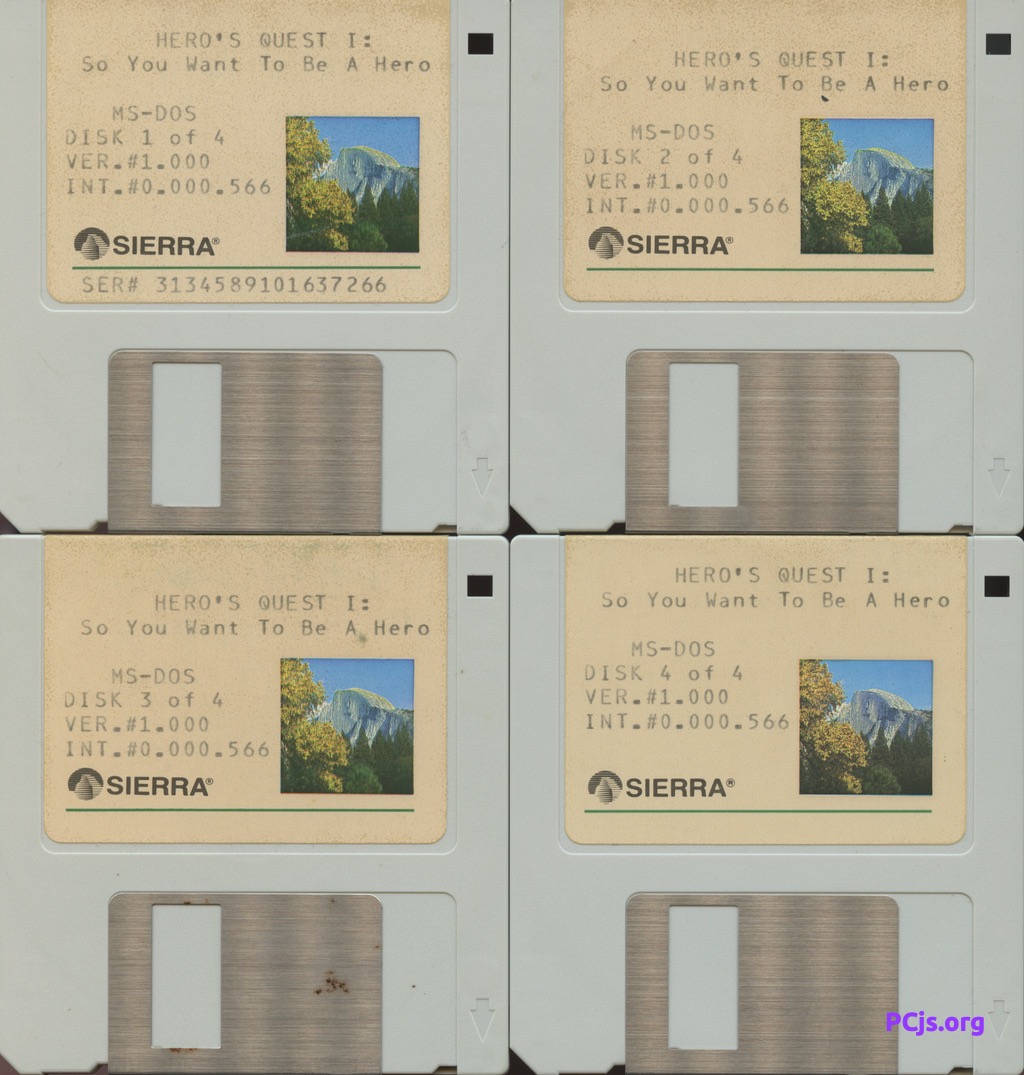 HERO'S QUEST I:
So You Want To Be A Hero
MS-DOS
DISK 1 of 4
VER.#1.000
INT.#0.000.566
SIERRA®
SER# 3134589101637266
HERO'S QUEST I:
So You Want To Be A Hero
MS-DOS
DISK 2 of 4
VER.#1.000
INT.#0.000.566
SIERRA®
HERO'S QUEST I:
So You Want To Be A Hero
MS-DOS
DISK 3 of 4
VER.#1.000
INT.#0.000.566
SIERRA®
HERO'S QUEST I:
So You Want To Be A Hero
MS-DOS
DISK 4 of 4
VER.#1.000
INT.#0.000.566
SIERRA®
PCjs.org